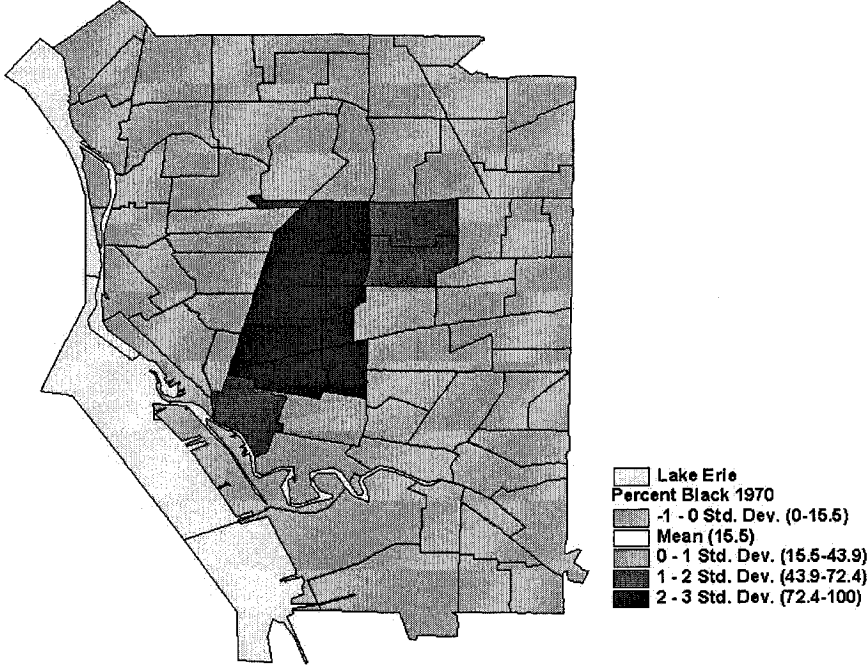 Lake Erie
Percent Black 1970
-1 - 0 Std. Dev. (0-15.5)
Mean (15.5)
0 - 1 Std. Dev. (15.5-43.9)
1 - 2 Std. Dev. (43.9-72.4)
2 - 3 Std. Dev. (72.4-100)